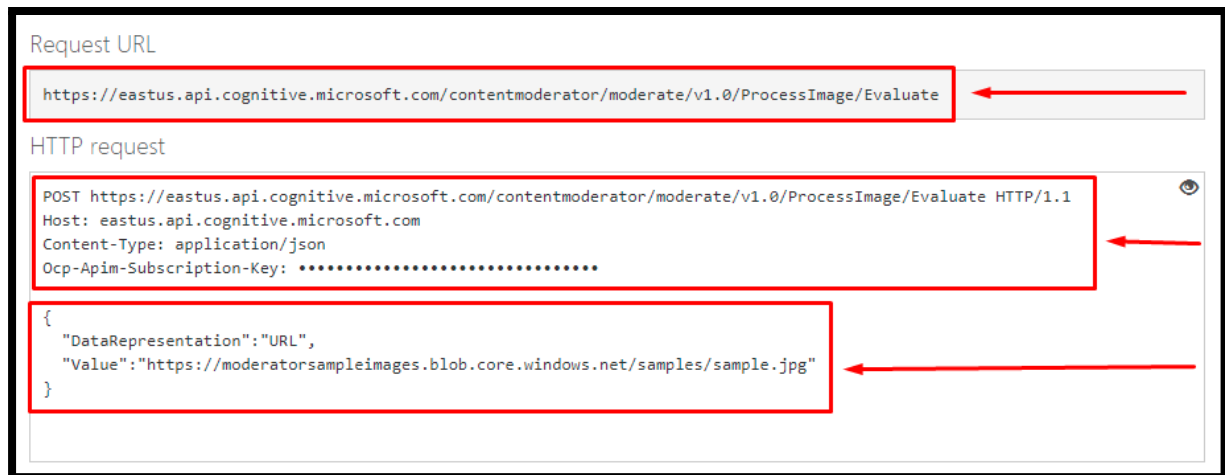 Request URL
https://eastus.api.cognitive.microsoft.com/contentmoderator/moderate/v1.0/ProcessImage/Evaluate
HTTP request
POST https://eastus.api.cognitive.microsoft.com/contentmoderator/moderate/v1.0/ProcessImage/Evaluate HTTP/1.1
Host: eastus.api.cognitive.microsoft.com
Content-Type: application/json
Ocp-Apim-Subscription-Key: ••••••••••••••••••••••••••••••••
{
"DataRepresentation":"URL",
"Value":"https://moderatorsampleimages.blob.core.windows.net/samples/sample.jpg"
}